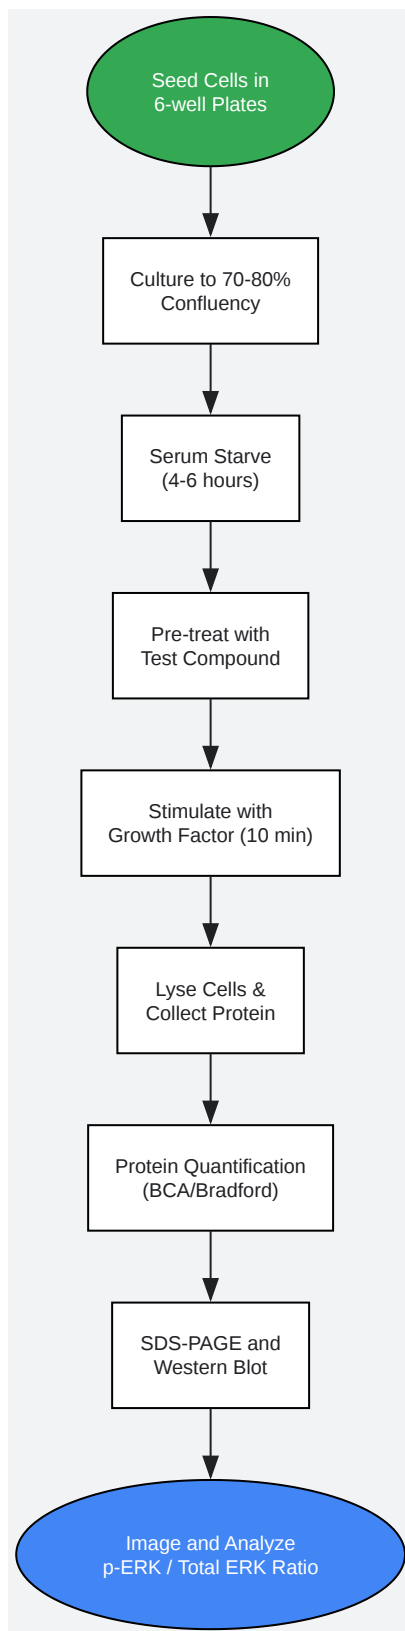 Seed Cells in
6-well Plates
Culture to 70-80%
Confluency
Serum Starve
(4-6 hours)
Pre-treat with
Test Compound
Stimulate with
Growth Factor (10 min)
Lyse Cells &
Collect Protein
Protein Quantification
(BCA/Bradford)
SDS-PAGE and
Western Blot
Image and Analyze
p-ERK / Total ERK Ratio